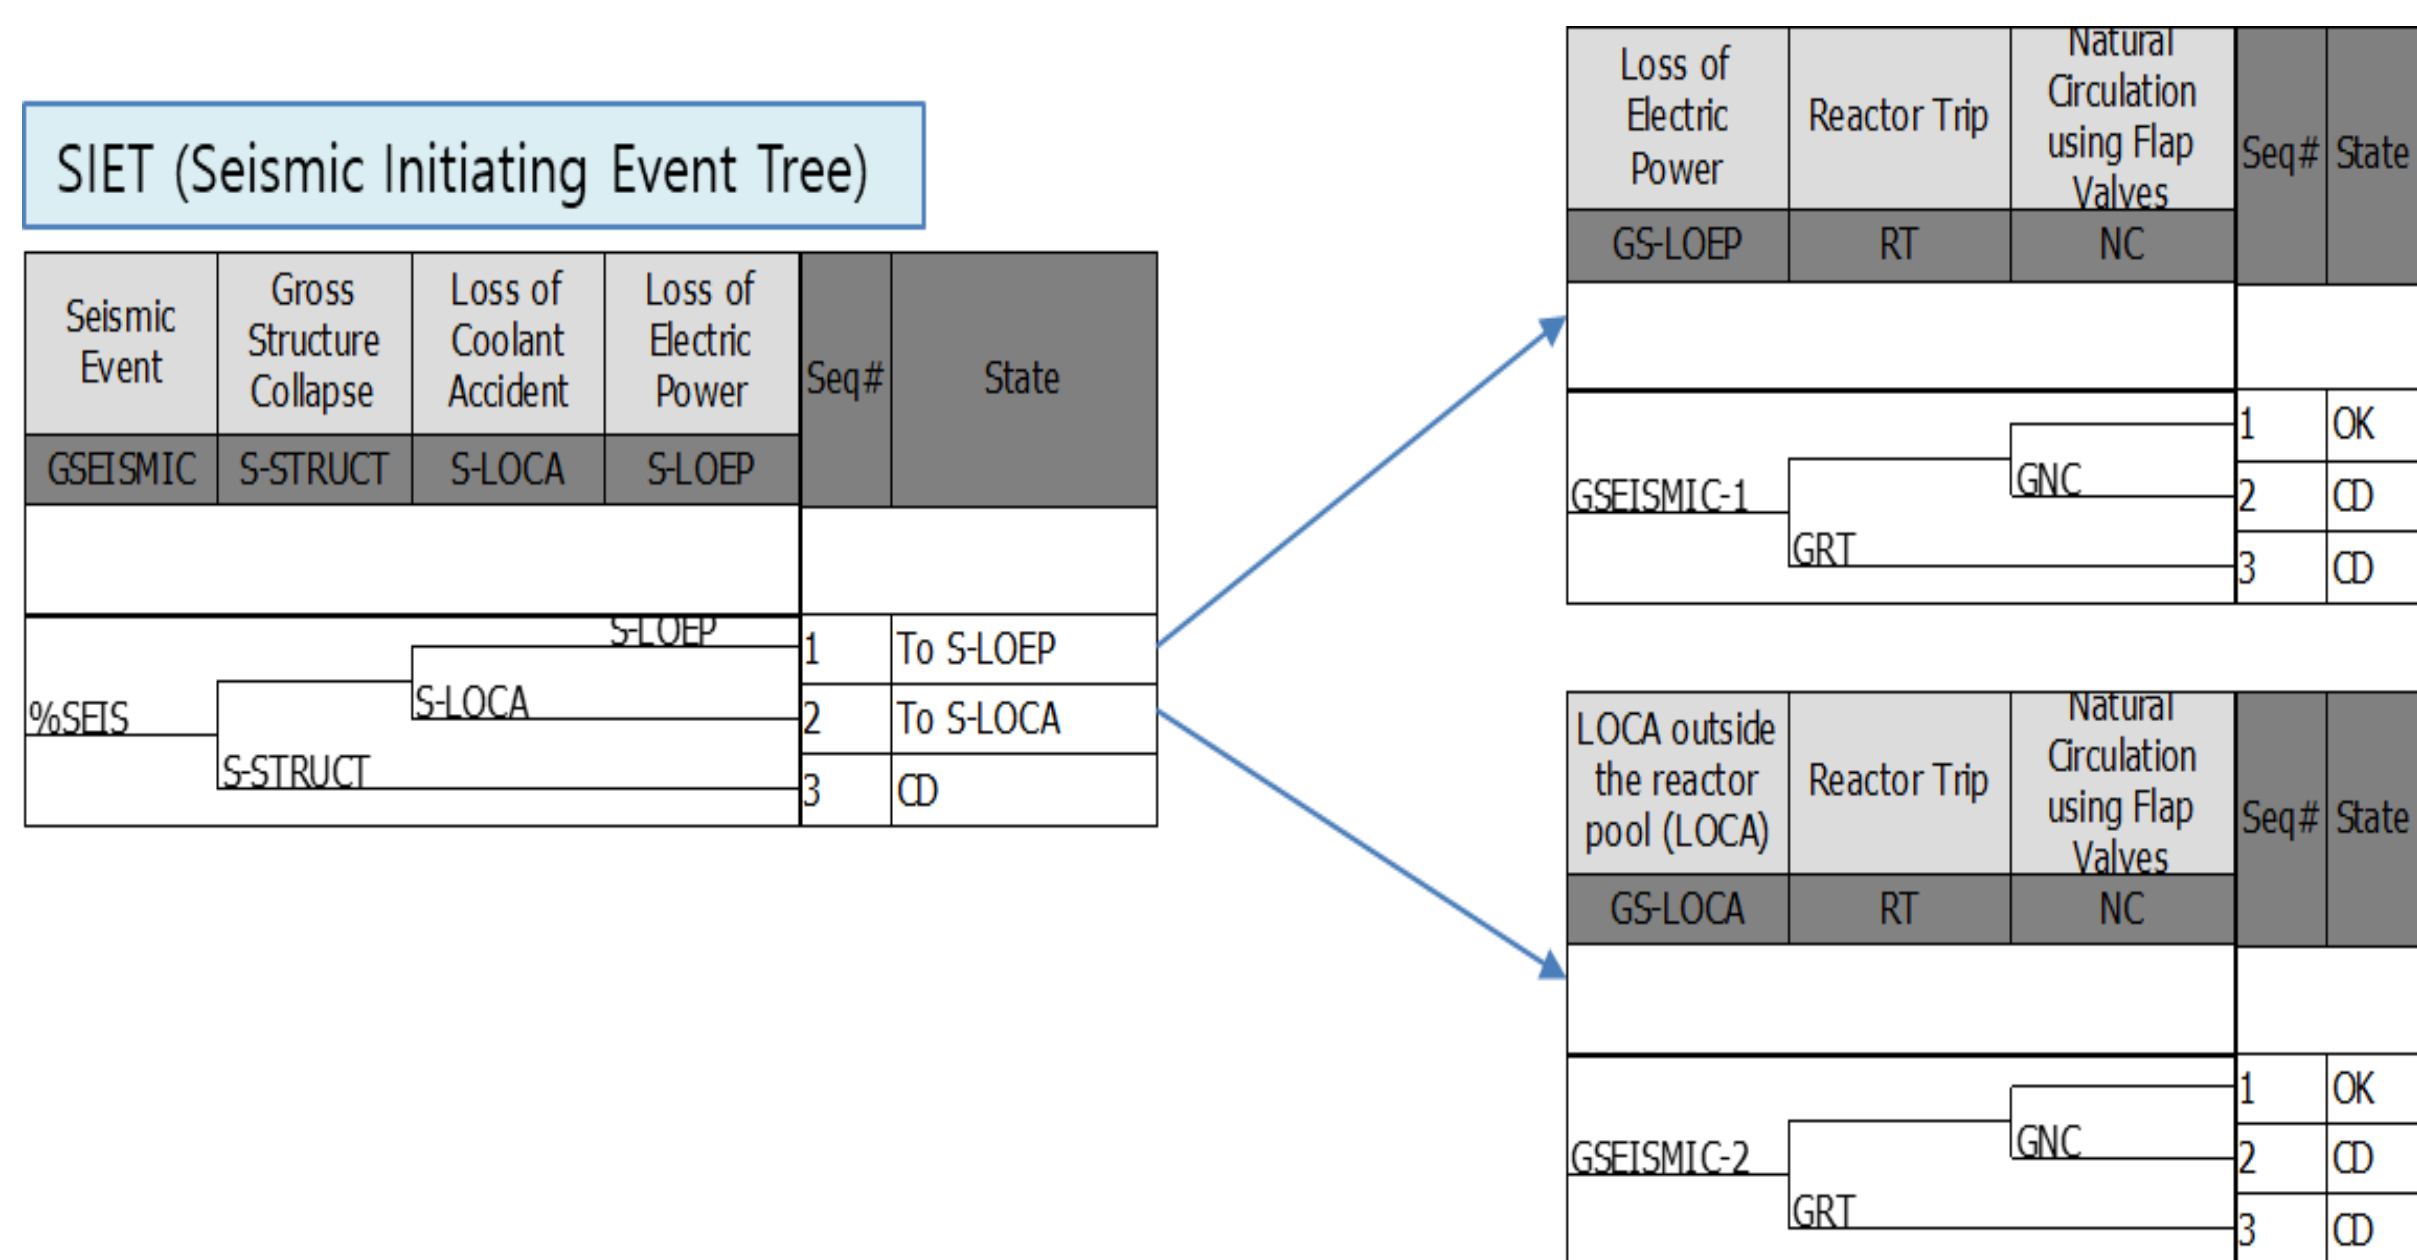 SIET (Seismic Initiating Event Tree)
Seismic
Event
Gross
Structure
Collapse
Loss of
Coolant
Accident
Loss of
Electric
Power
Seq#
State
GSEISMIC
S-STRUCT
S-LOCA
S-LOEP
S-LOEP
1
To S-LOEP
S-LOCA
2
To S-LOCA
%SEIS
S-STRUCT
3
CD
Loss of
Electric
Power
Reactor Trip
Natural
Circulation
using Flap
Valves
Seq#
State
GS-LOEP
RT
NC
1
OK
GNC
2
CD
GSEISMIC-1
GRT
3
CD
LOCA outside
the reactor
pool (LOCA)
Reactor Trip
Natural
Circulation
using Flap
Valves
Seq#
State
GS-LOCA
RT
NC
1
OK
GNC
2
CD
GSEISMIC-2
GRT
3
CD